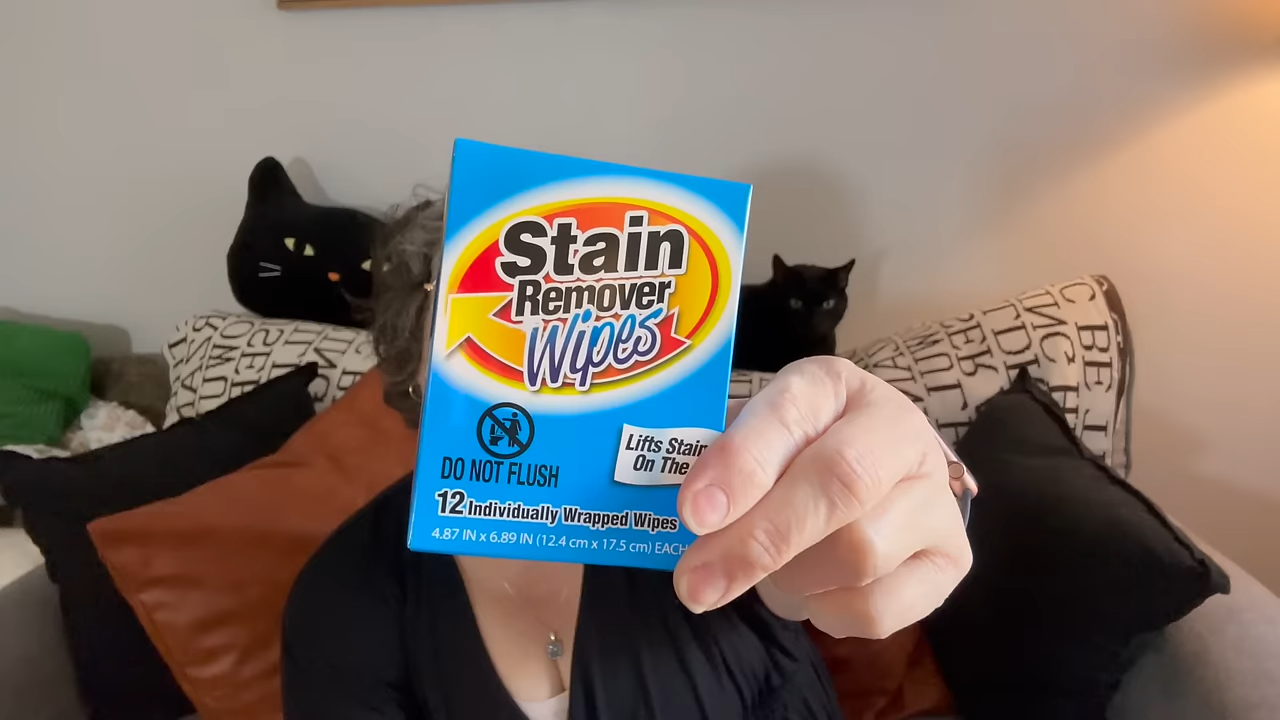 Stain
Remover
Wipes
DO NOT FLUSH
Lifts
On The
12 Individually Wrapped Wipes
4.87 IN x 6.89 IN (12.4 cm x 17.5 cm) EACH
C BE